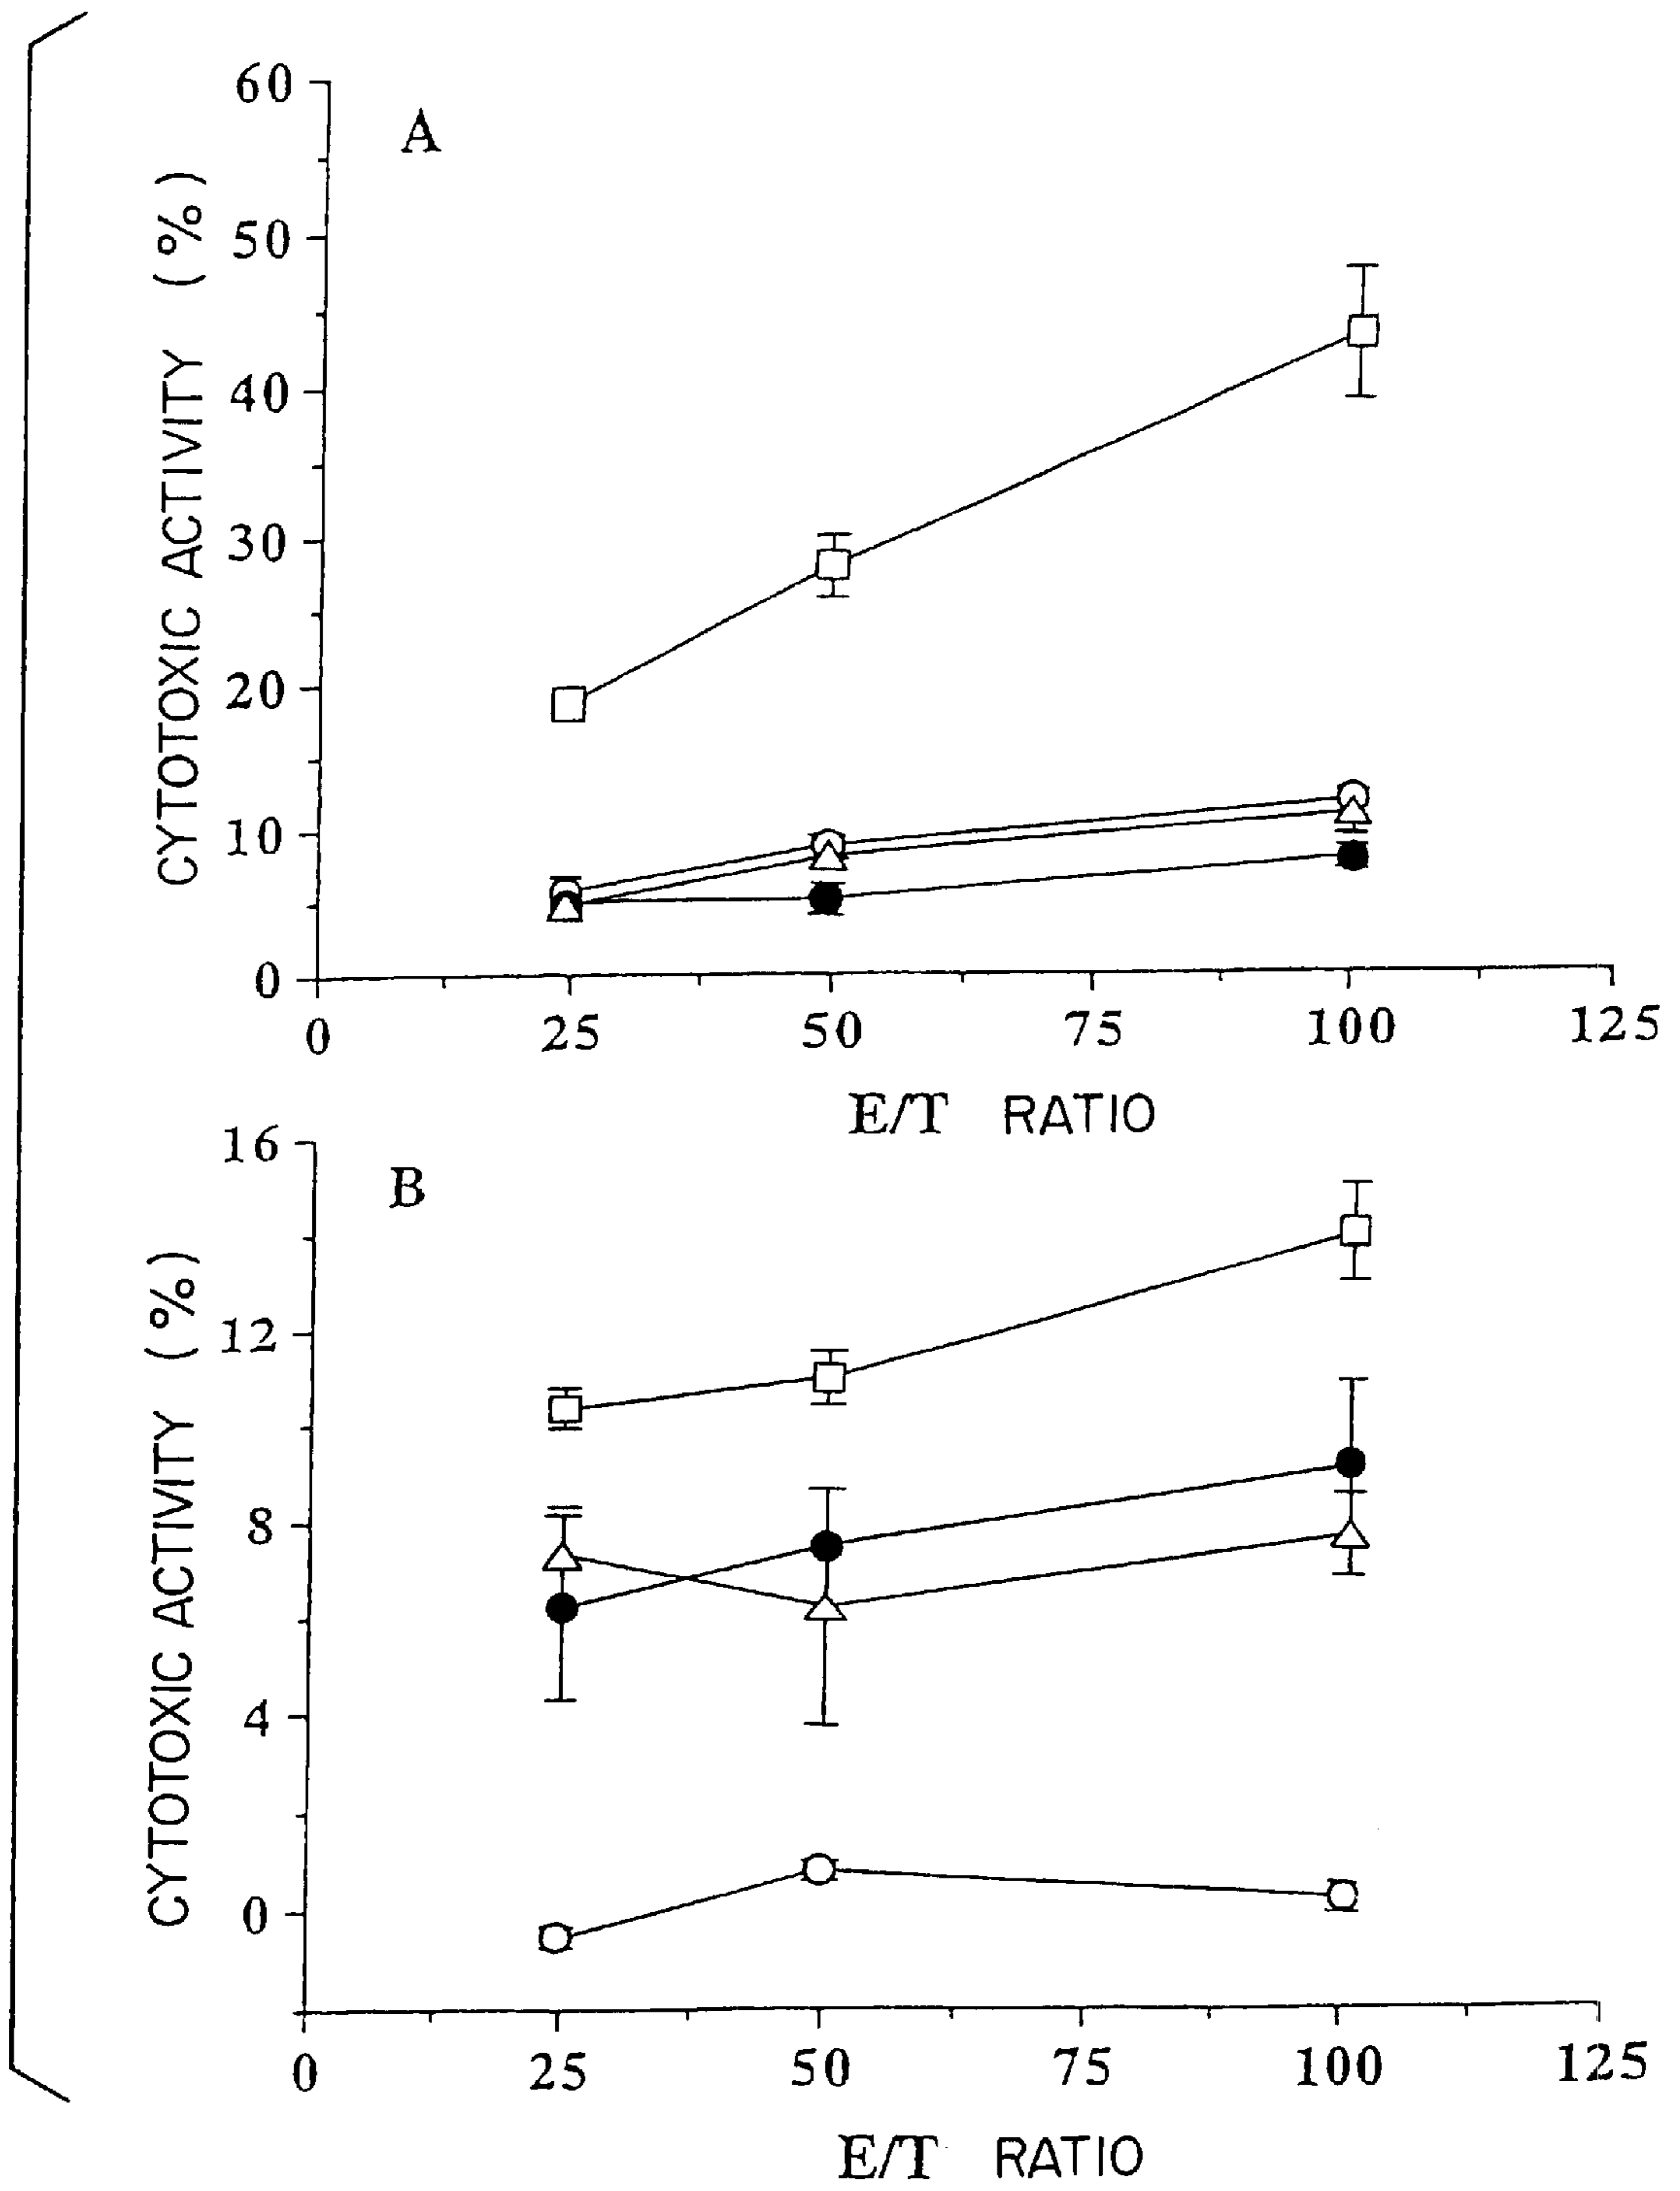 A
CYTOTOXIC ACTIVITY (%)
60
50
40
30
20
10
0
0 25 50 75 100 125
E/T RATIO
B
CYTOTOXIC ACTIVITY (%)
16
12
8
4
0
0 25 50 75 100 125
E/T RATIO